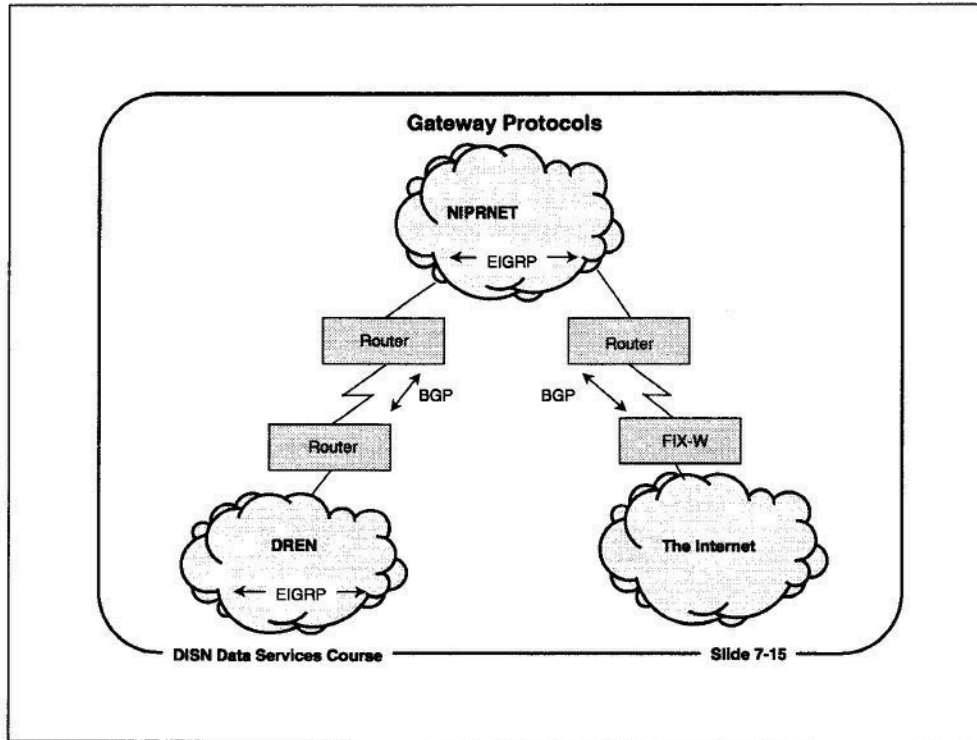 Gateway Protocols
NIPRNET
EIGRP
Router
Router
BGP
BGP
Router
FIX-W
DREN
The Internet
EIGRP
DISN Data Services Course
Slide 7-15